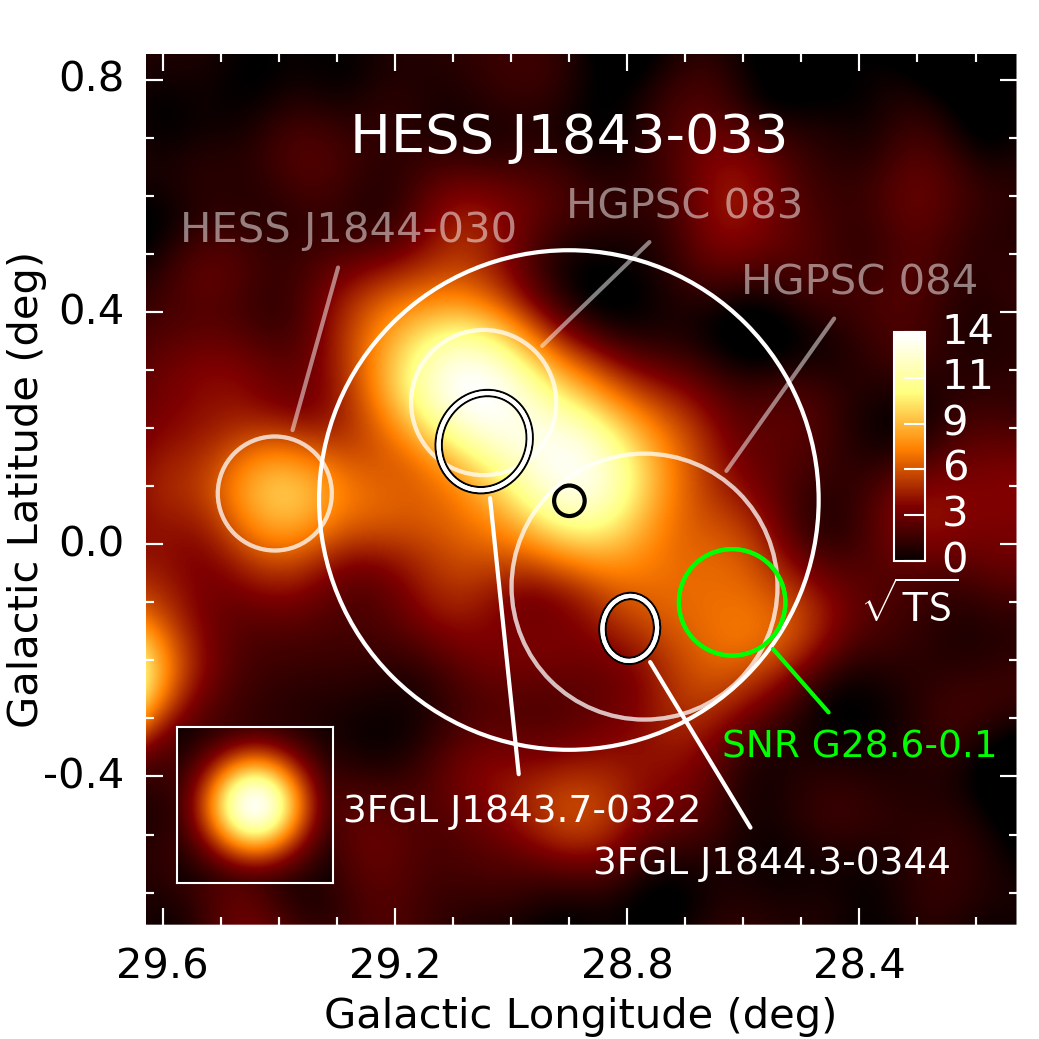 0.8
0.4
0.0
-0.4
Galactic Latitude (deg)
HESS J1843-033
HGPSC 083
HESS J1844-030
HGPSC 084
14
11
9
6
3
0
√TS
SNR G28.6-0.1
3FGL J1843.7-0322
3FGL J1844.3-0344
29.6
29.2
28.8
28.4
Galactic Longitude (deg)